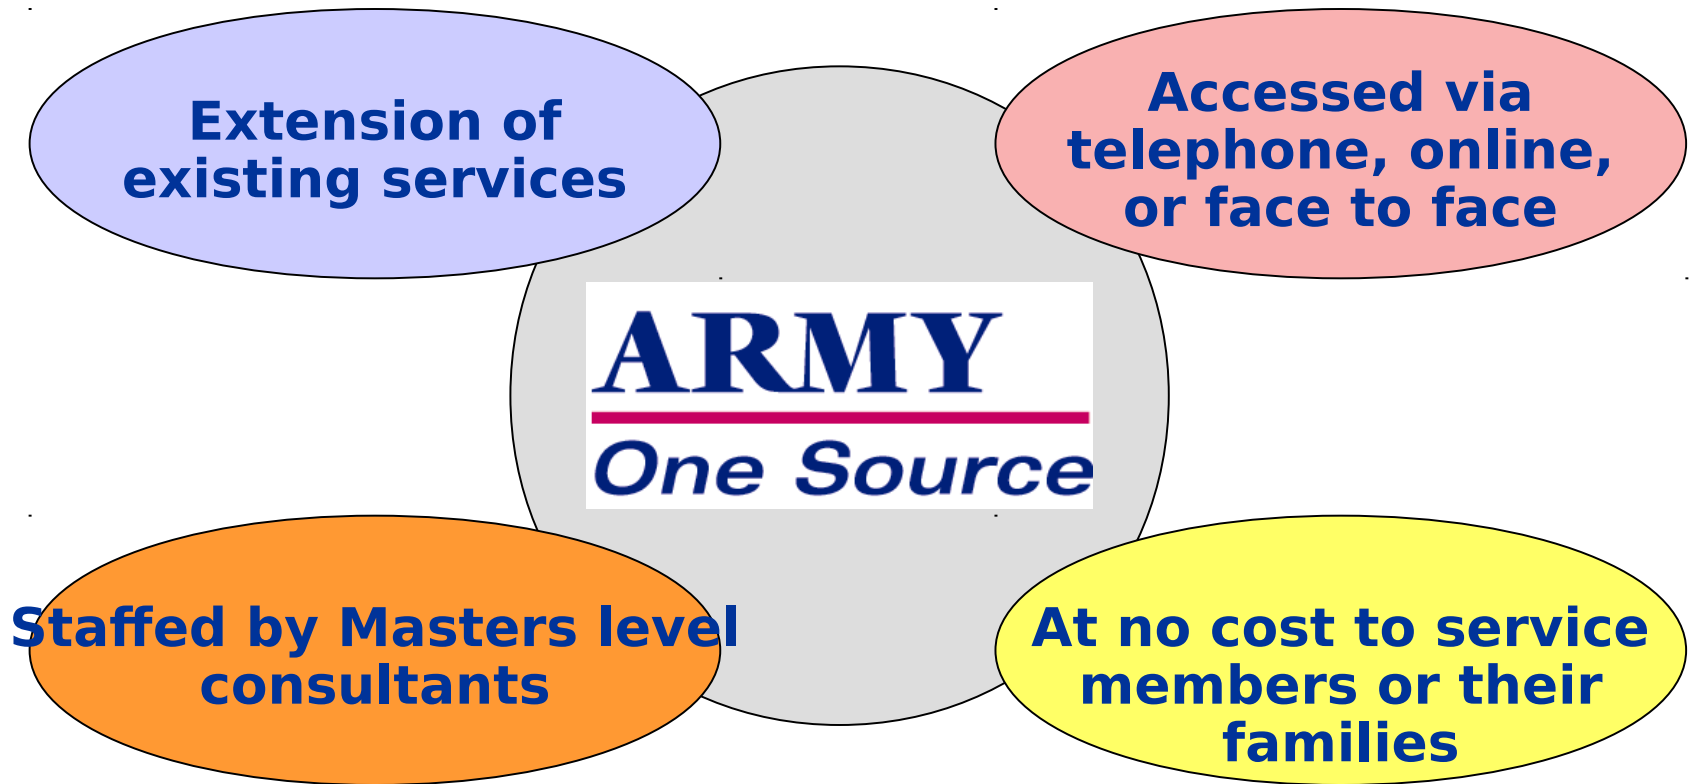 Extension of
existing services
Accessed via
telephone, online,
or face to face
ARMY
One Source
Staffed by Masters level
consultants
At no cost to service
members or their
families